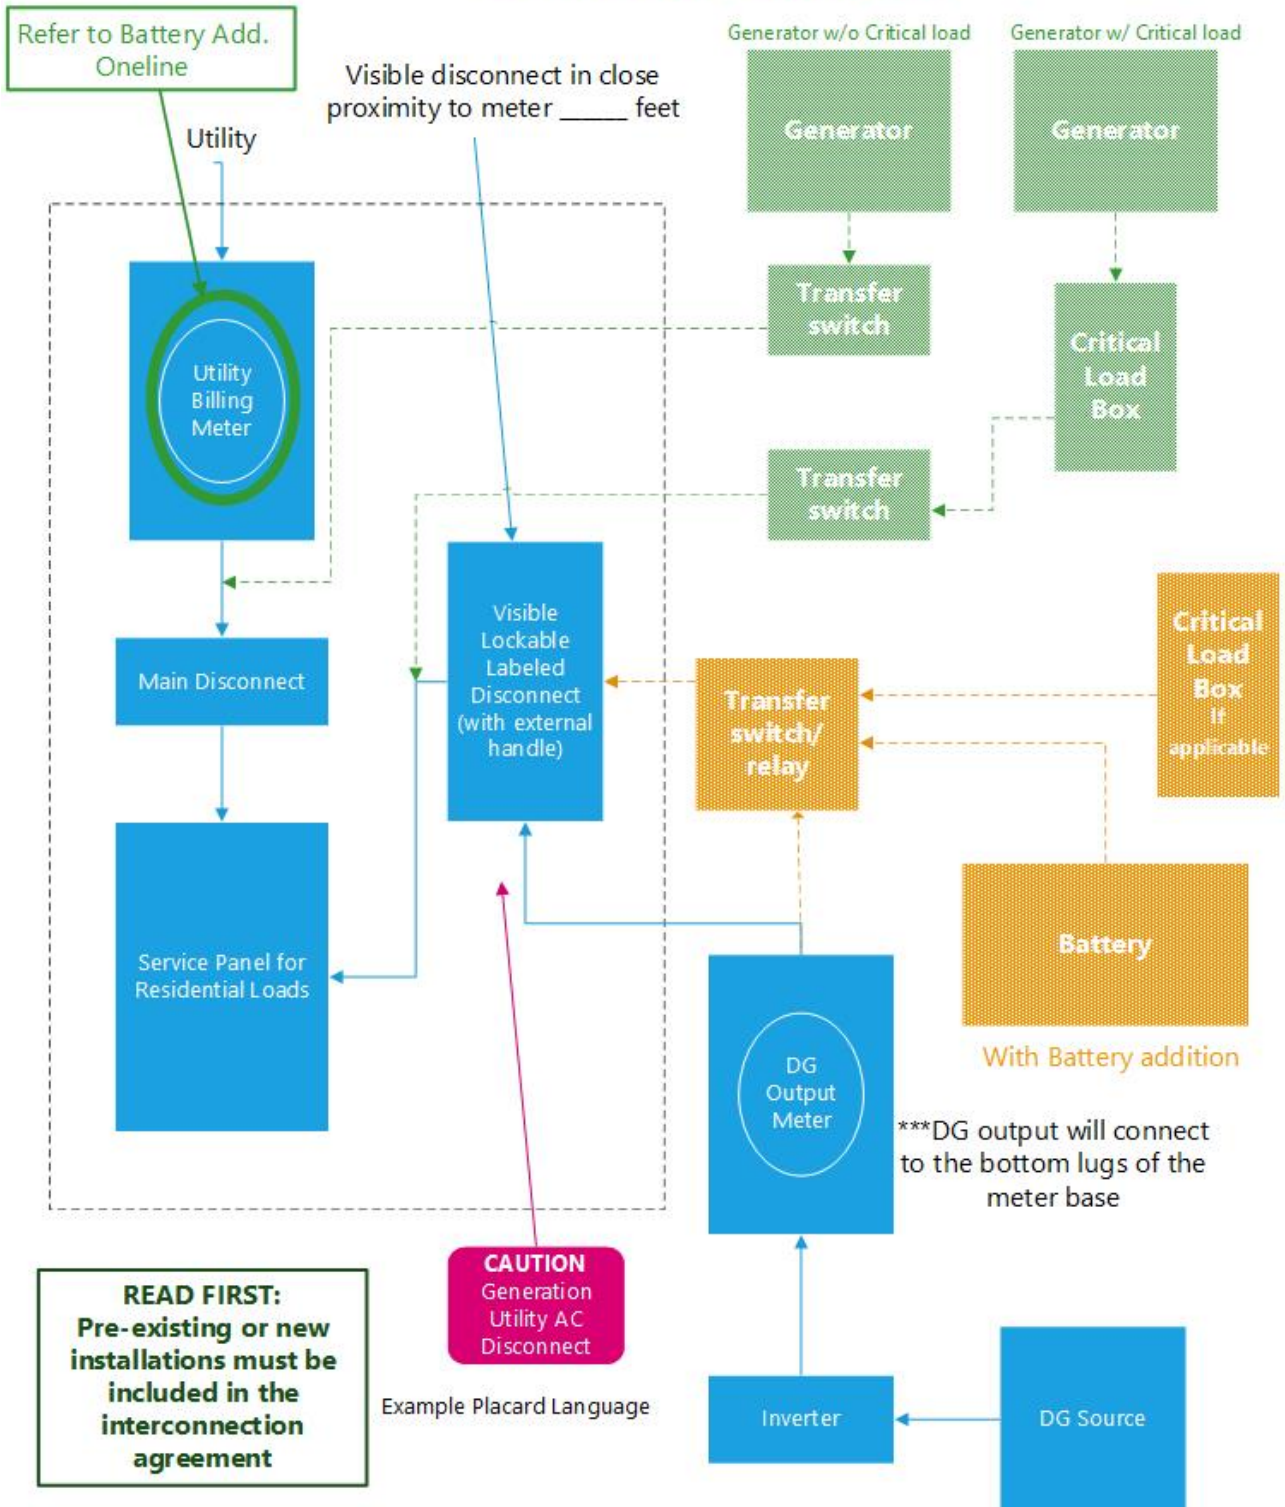 Refer to Battery Add.
Oneline
Utility
Visible disconnect in close
proximity to meter _____ feet
Generator w/o Critical load
Generator w/ Critical load
Generator
Generator
Transfer
switch
Critical
Load
Box
Utility
Billing
Meter
Transfer
switch
Visible
Lockable
Labeled
Disconnect
(with external
handle)
Main Disconnect
Transfer
switch/
relay
Critical
Load
Box
If
applicable
Service Panel for
Residential Loads
Battery
With Battery addition
DG
Output
Meter
***DG output will connect
to the bottom lugs of the
meter base
CAUTION
Generation
Utility AC
Disconnect
Example Placard Language
READ FIRST:
Pre-existing or new
installations must be
included in the
interconnection
agreement
Inverter
DG Source